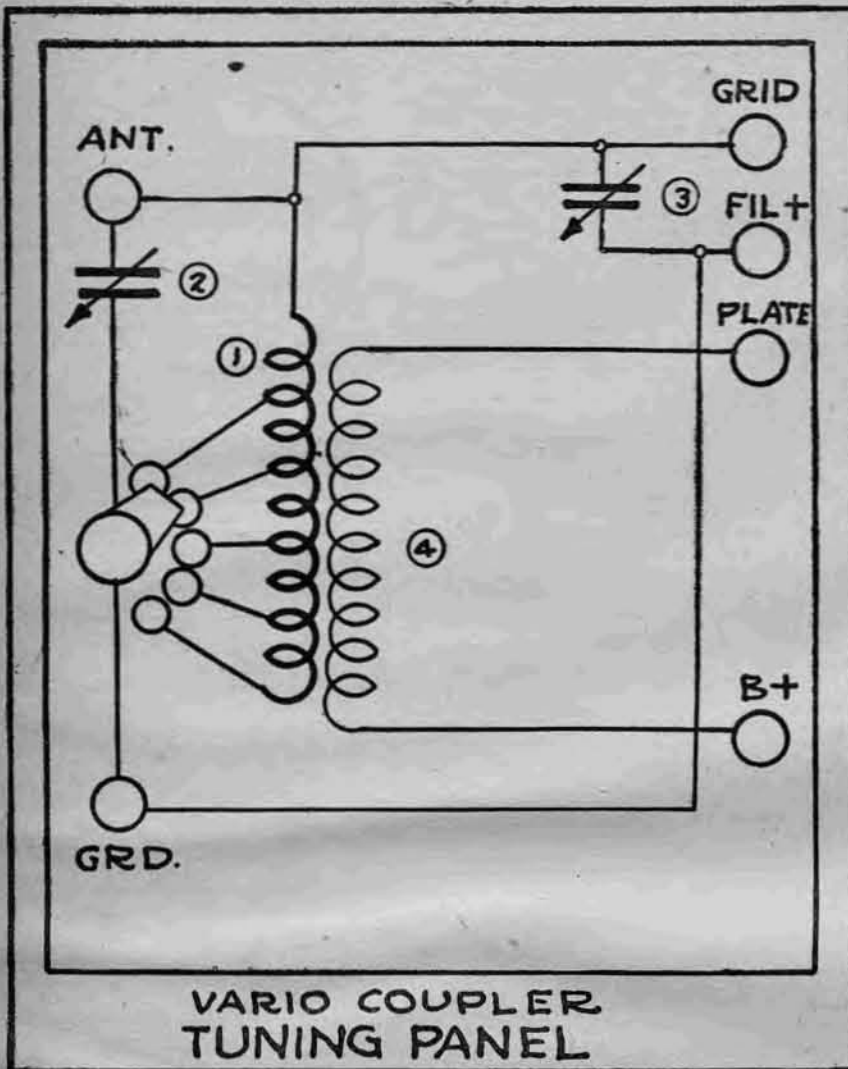 GRID
ANT.
③
FIL+
②
PLATE
①
④
B+
GRD.
VARIO COUPLER
TUNING PANEL